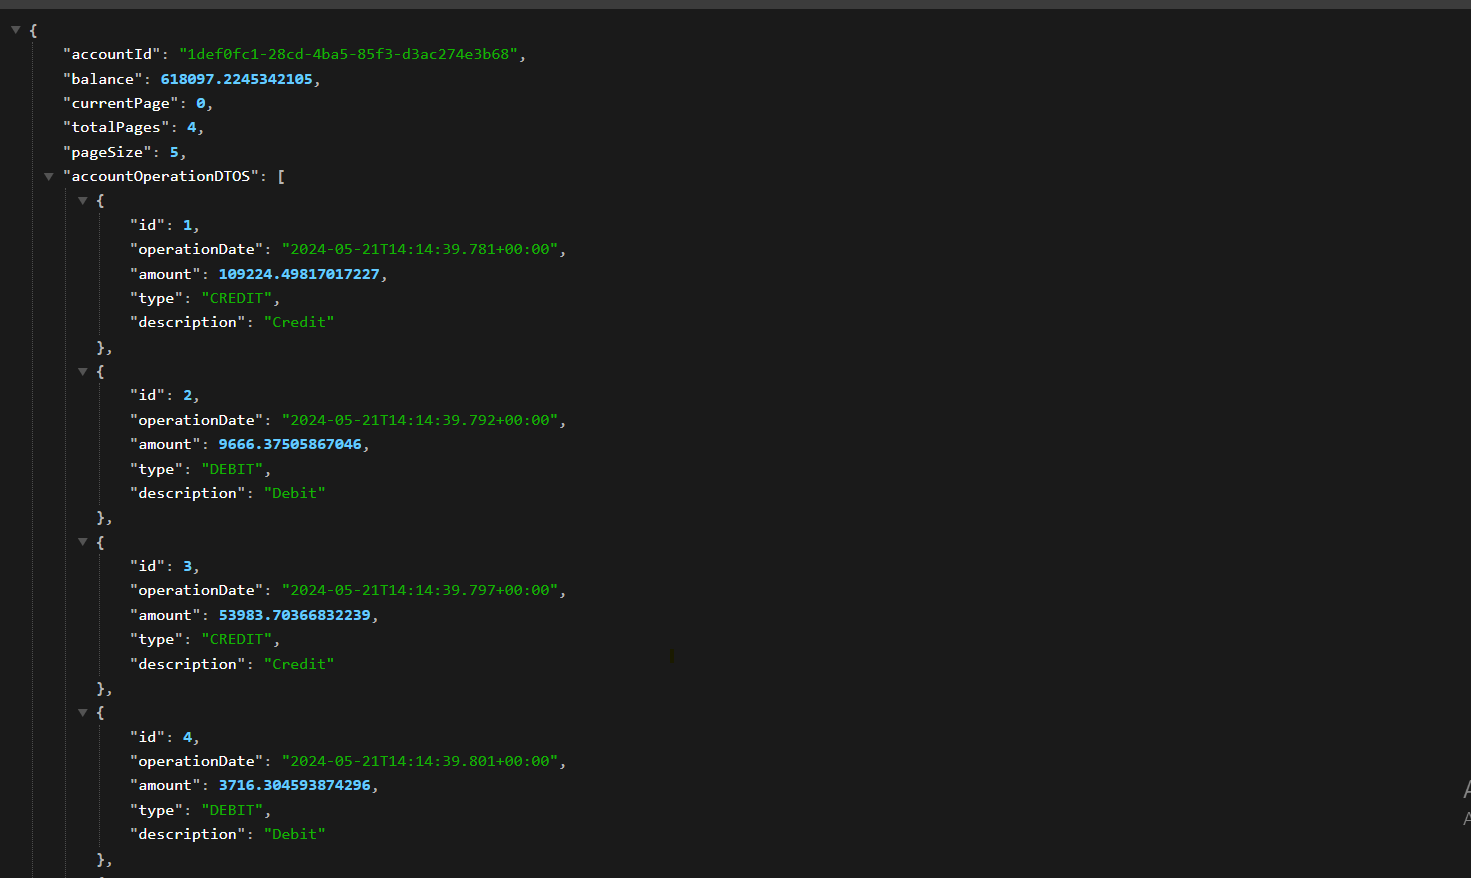 {
"accountId": "1def0fc1-28cd-4ba5-85f3-d3ac274e3b68",
"balance": 618097.2245342105,
"currentPage": 0,
"totalPages": 4,
"pageSize": 5,
"accountOperationDTOS": [
{
"id": 1,
"operationDate": "2024-05-21T14:14:39.781+00:00",
"amount": 109224.49817017227,
"type": "CREDIT",
"description": "Credit"
},
{
"id": 2,
"operationDate": "2024-05-21T14:14:39.792+00:00",
"amount": 9666.37505867046,
"type": "DEBIT",
"description": "Debit"
},
{
"id": 3,
"operationDate": "2024-05-21T14:14:39.797+00:00",
"amount": 53983.70366832239,
"type": "CREDIT",
"description": "Credit"
},
{
"id": 4,
"operationDate": "2024-05-21T14:14:39.801+00:00",
"amount": 3716.304593874296,
"type": "DEBIT",
"description": "Debit"
},